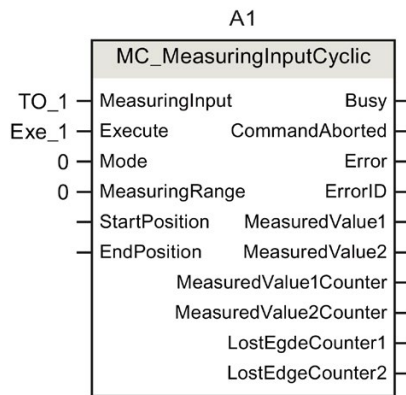 A1
MC_MeasuringInputCyclic
TO_1 MeasuringInput Busy
Exe_1 Execute CommandAborted
0 Mode Error
0 MeasuringRange ErrorID
StartPosition MeasuredValue1
EndPosition MeasuredValue2
MeasuredValue1Counter
MeasuredValue2Counter
LostEgdeCounter1
LostEdgeCounter2